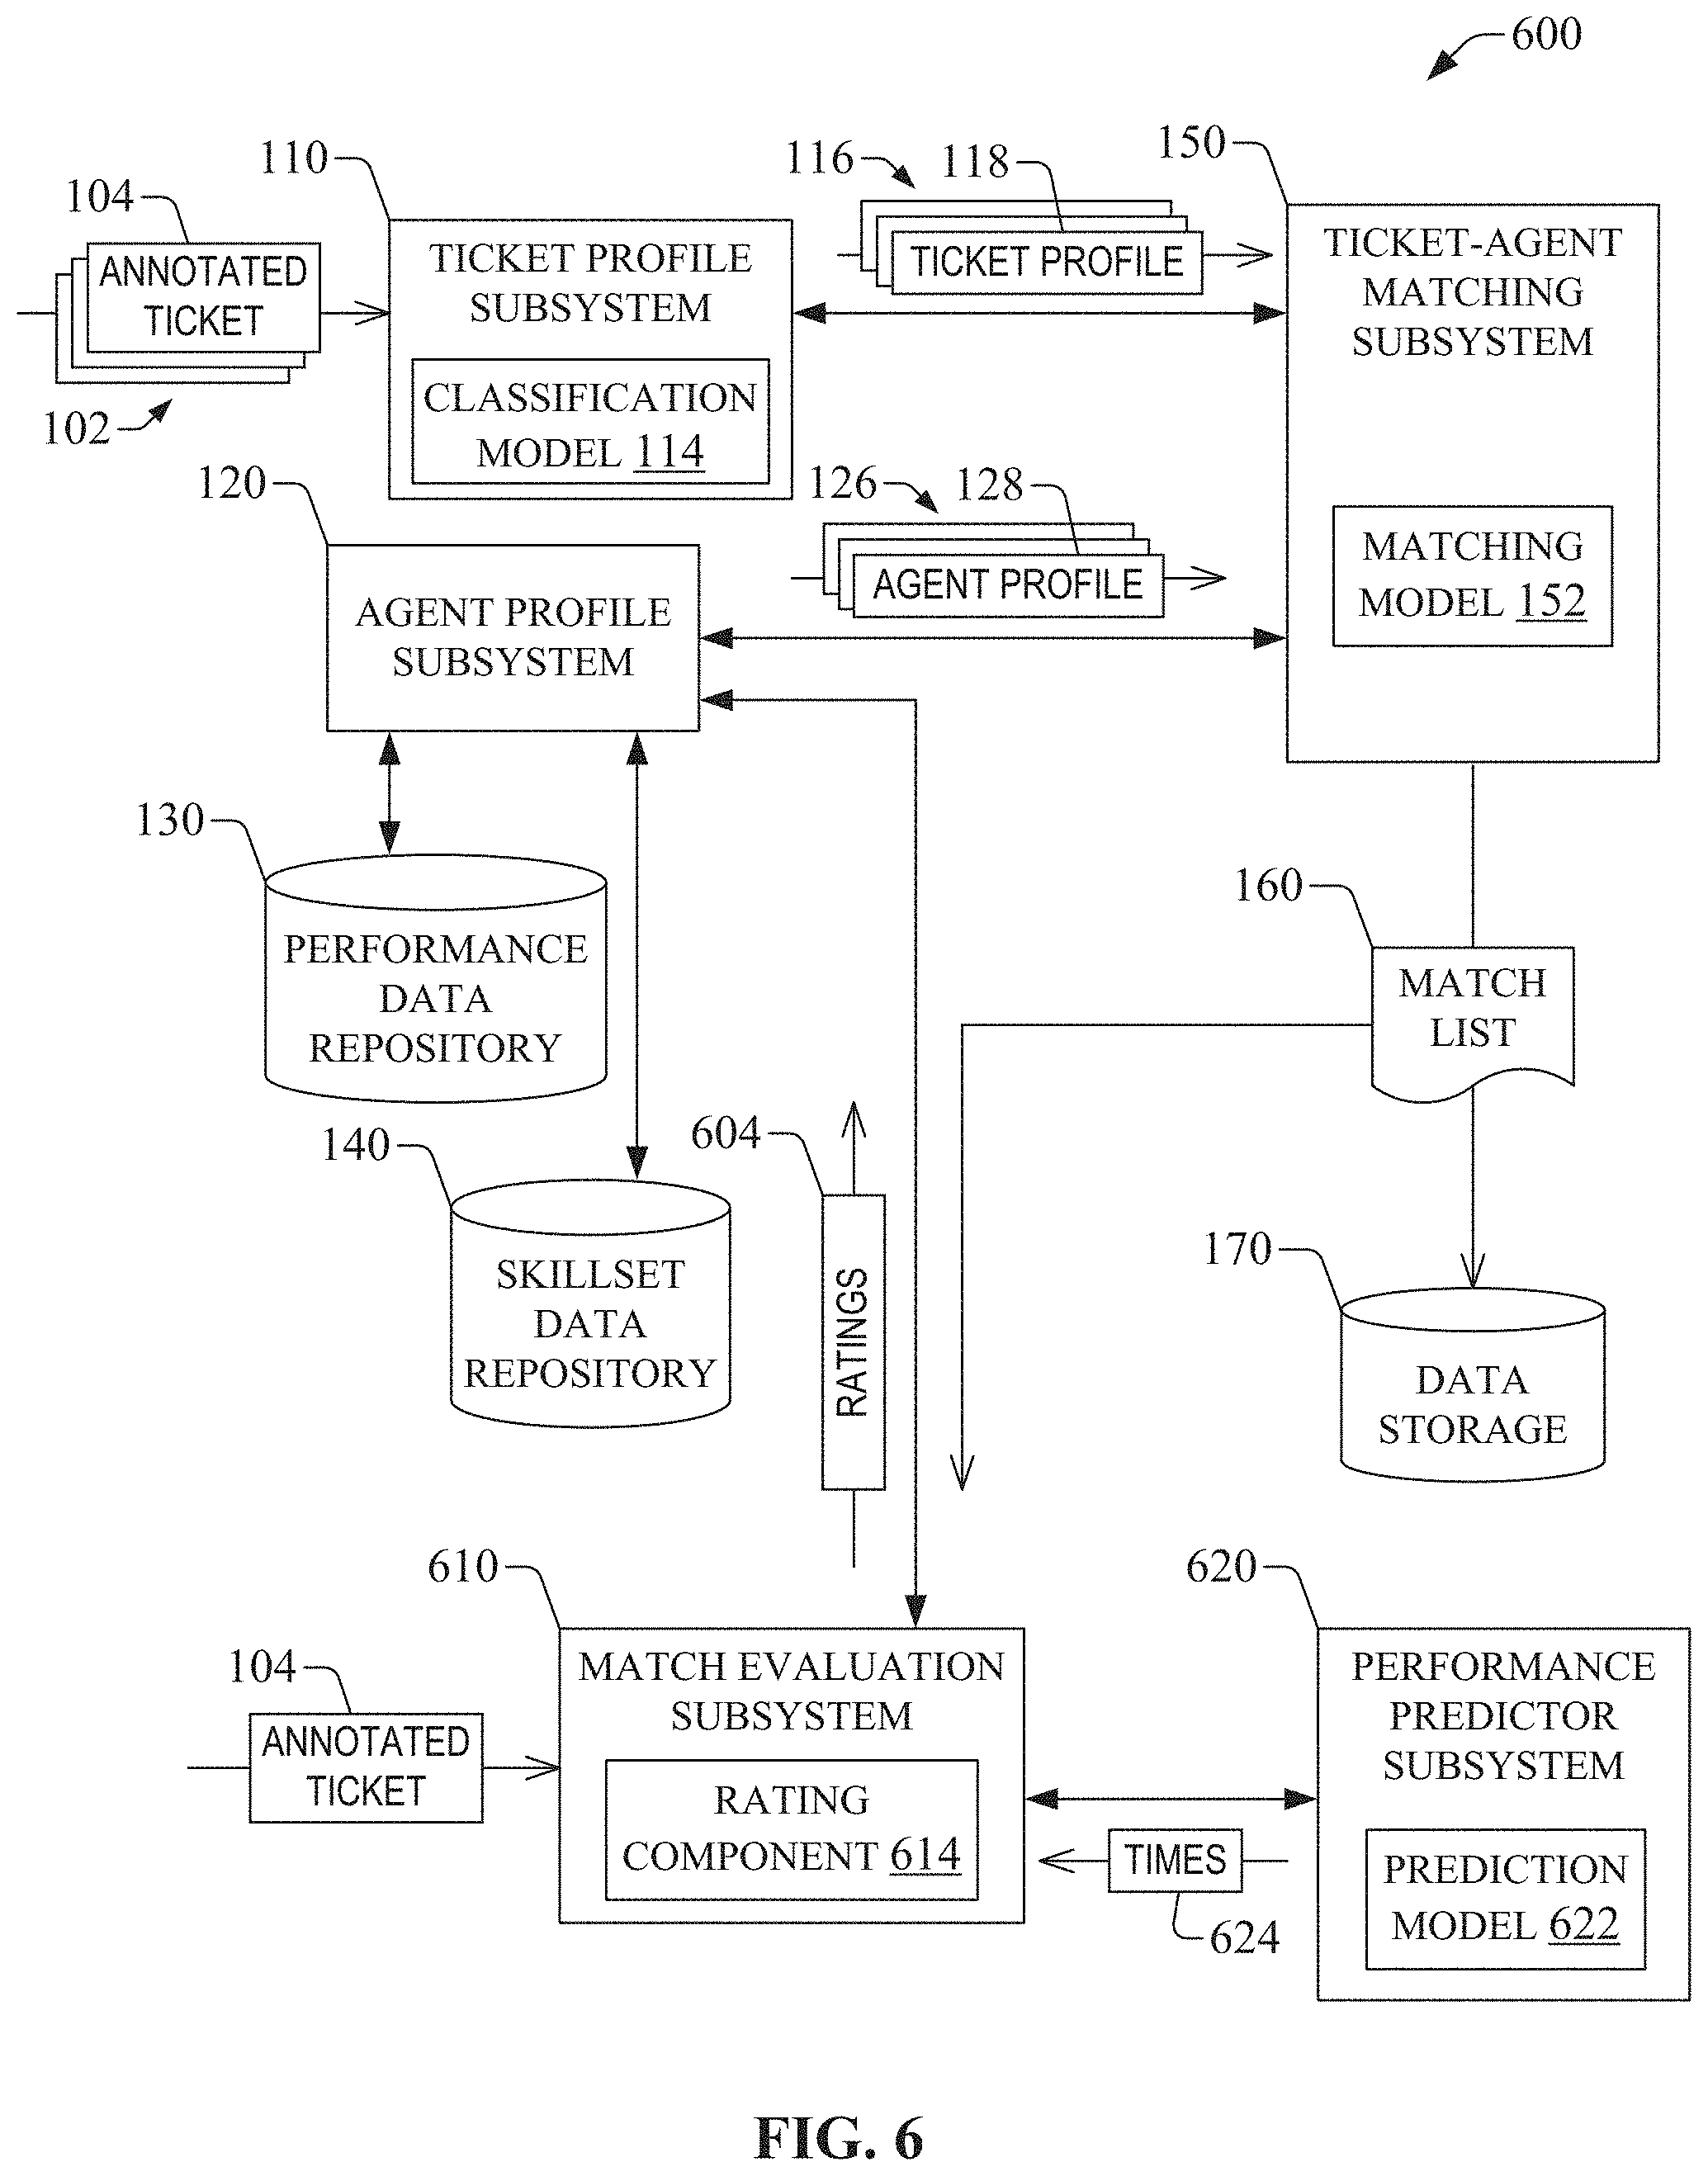 600
110
116
118
150
104
ANNOTATED
TICKET
102
TICKET PROFILE
SUBSYSTEM
CLASSIFICATION
MODEL 114
TICKET PROFILE
TICKET-AGENT
MATCHING
SUBSYSTEM
120
126
128
AGENT PROFILE
MATCHING
MODEL 152
AGENT PROFILE
SUBSYSTEM
130
PERFORMANCE
DATA
REPOSITORY
160
MATCH
LIST
140
604
SKILLSET
DATA
REPOSITORY
RATINGS
170
DATA
STORAGE
610
620
104
ANNOTATED
TICKET
MATCH EVALUATION
SUBSYSTEM
RATING
COMPONENT 614
TIMES
624
PERFORMANCE
PREDICTOR
SUBSYSTEM
PREDICTION
MODEL 622
FIG. 6